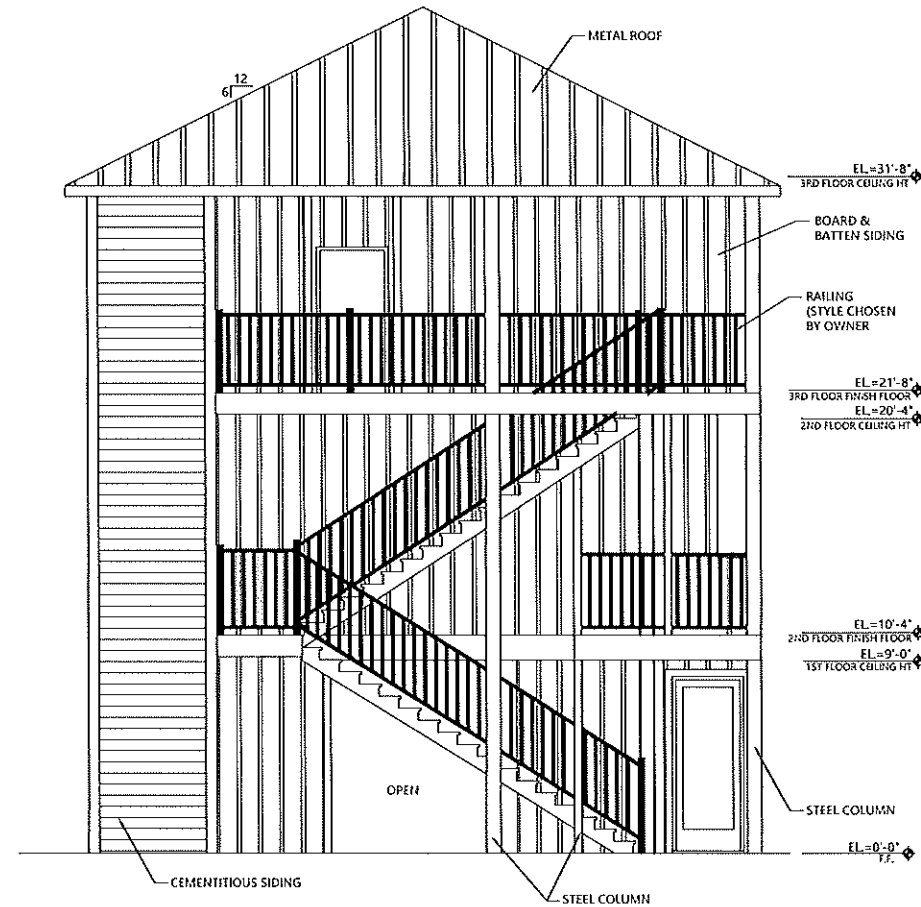 METAL ROOF
12
6
EL.=31'-8"
3RD FLOOR CEILING HT
BOARD &
BATTEN SIDING
RAILING
(STYLE CHOSEN
BY OWNER
EL.=21'-8"
3RD FLOOR FINISH FLOOR
EL.=20'-4"
2ND FLOOR CEILING HT
EL.=10'-4"
2ND FLOOR FINISH FLOOR
EL.=9'-0"
1ST FLOOR CEILING HT
OPEN
STEEL COLUMN
EL.=0'-0"
F.F.
CEMENTITIOUS SIDING
STEEL COLUMN